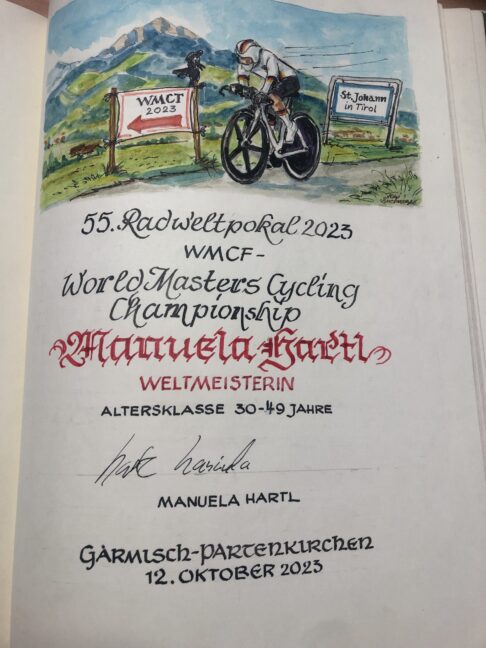 WMCT
2023
St. Johann
in Tirol
55. Radweltpokal 2023
WMCF-
World Masters Cycling
Championship
Manuela Hartl
WELTMEISTERIN
ALTERSKLASSE 30-49 JAHRE
MANUELA HARTL
GARMISCH-PARTENKIRCHEN
12. OKTOBER 2023